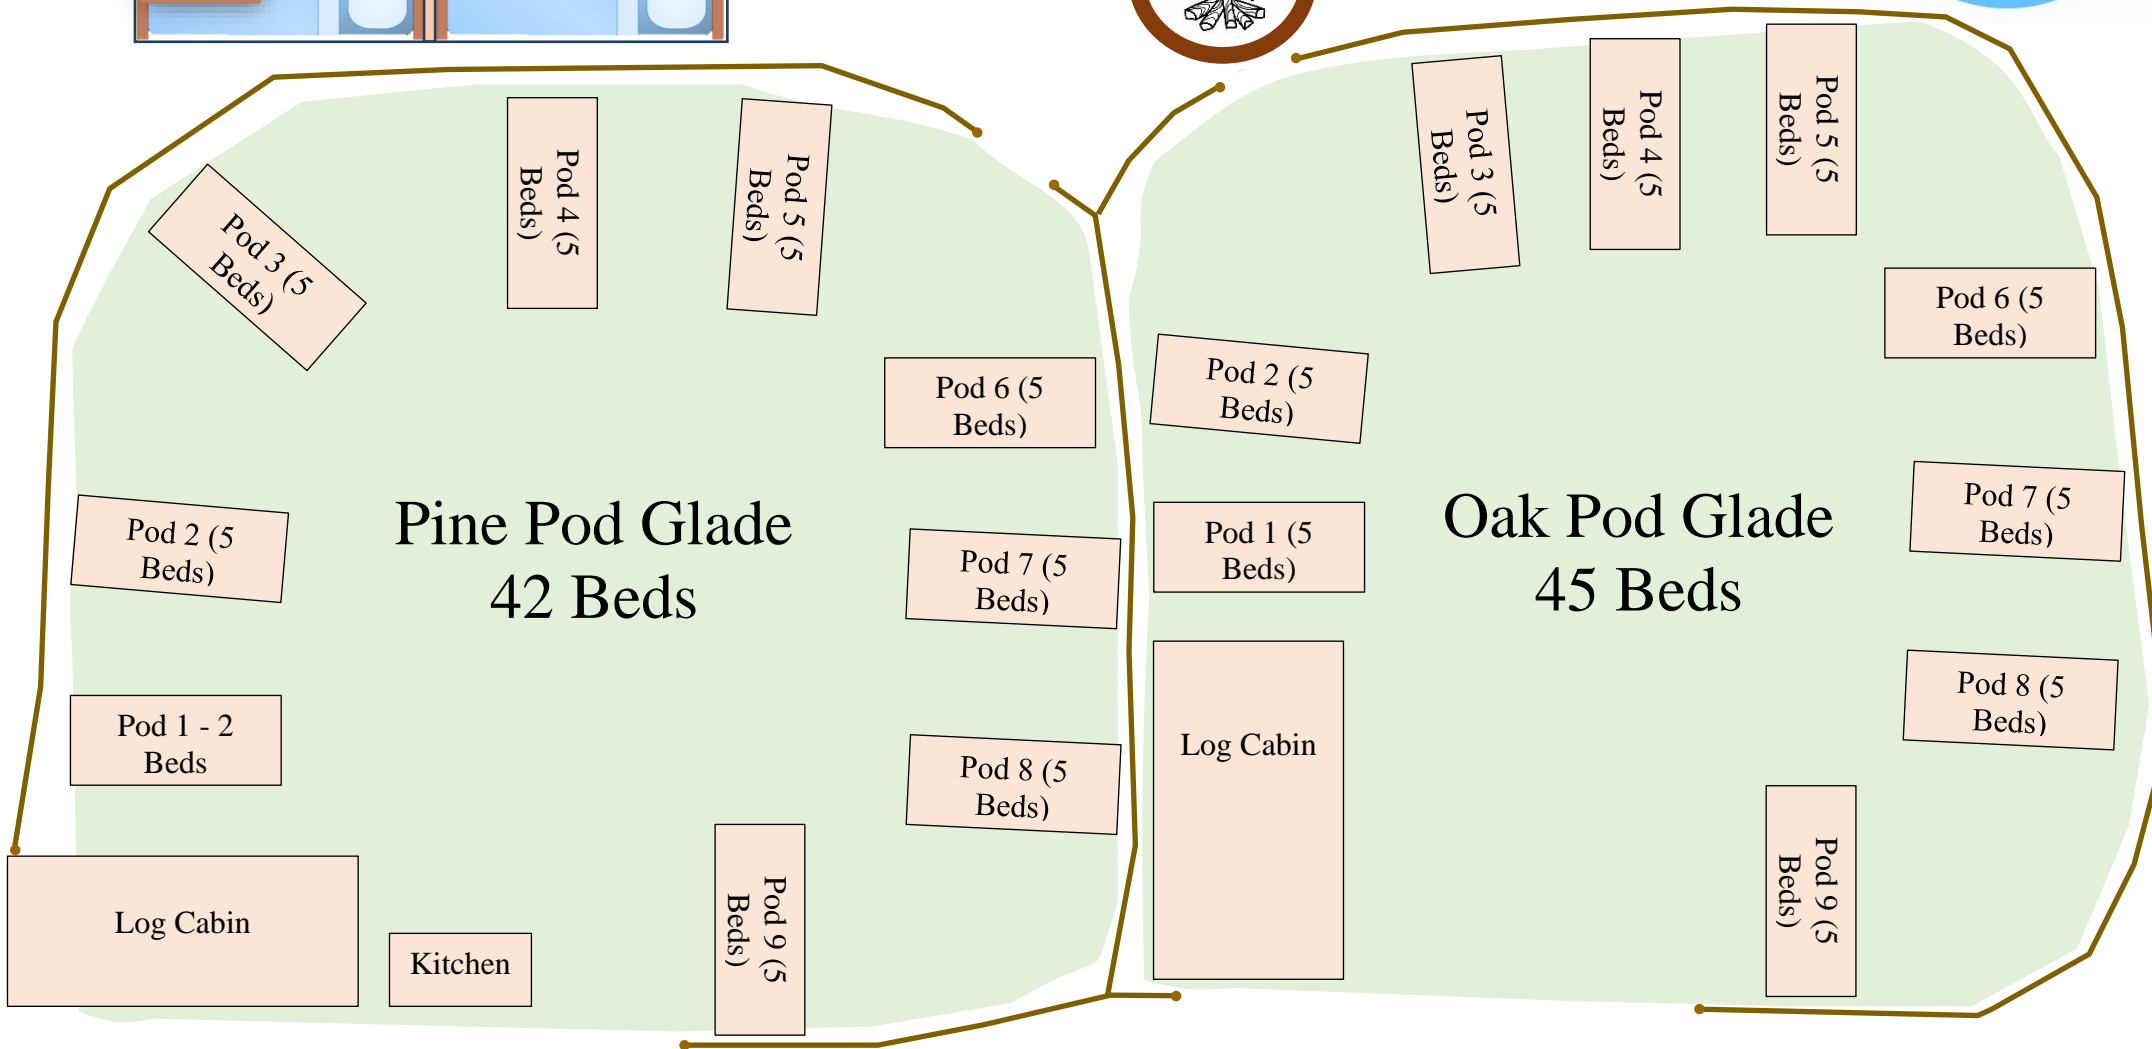 Pine Pod Glade
42 Beds
Pod 1 - 2
Beds
Pod 2 (5
Beds)
Pod 3 (5
Beds)
Pod 4 (5
Beds)
Pod 5 (5
Beds)
Pod 6 (5
Beds)
Pod 7 (5
Beds)
Pod 8 (5
Beds)
Pod 9 (5
Beds)
Log Cabin
Kitchen
Oak Pod Glade
45 Beds
Pod 1 (5
Beds)
Pod 2 (5
Beds)
Pod 3 (5
Beds)
Pod 4 (5
Beds)
Pod 5 (5
Beds)
Pod 6 (5
Beds)
Pod 7 (5
Beds)
Pod 8 (5
Beds)
Pod 9 (5
Beds)
Log Cabin